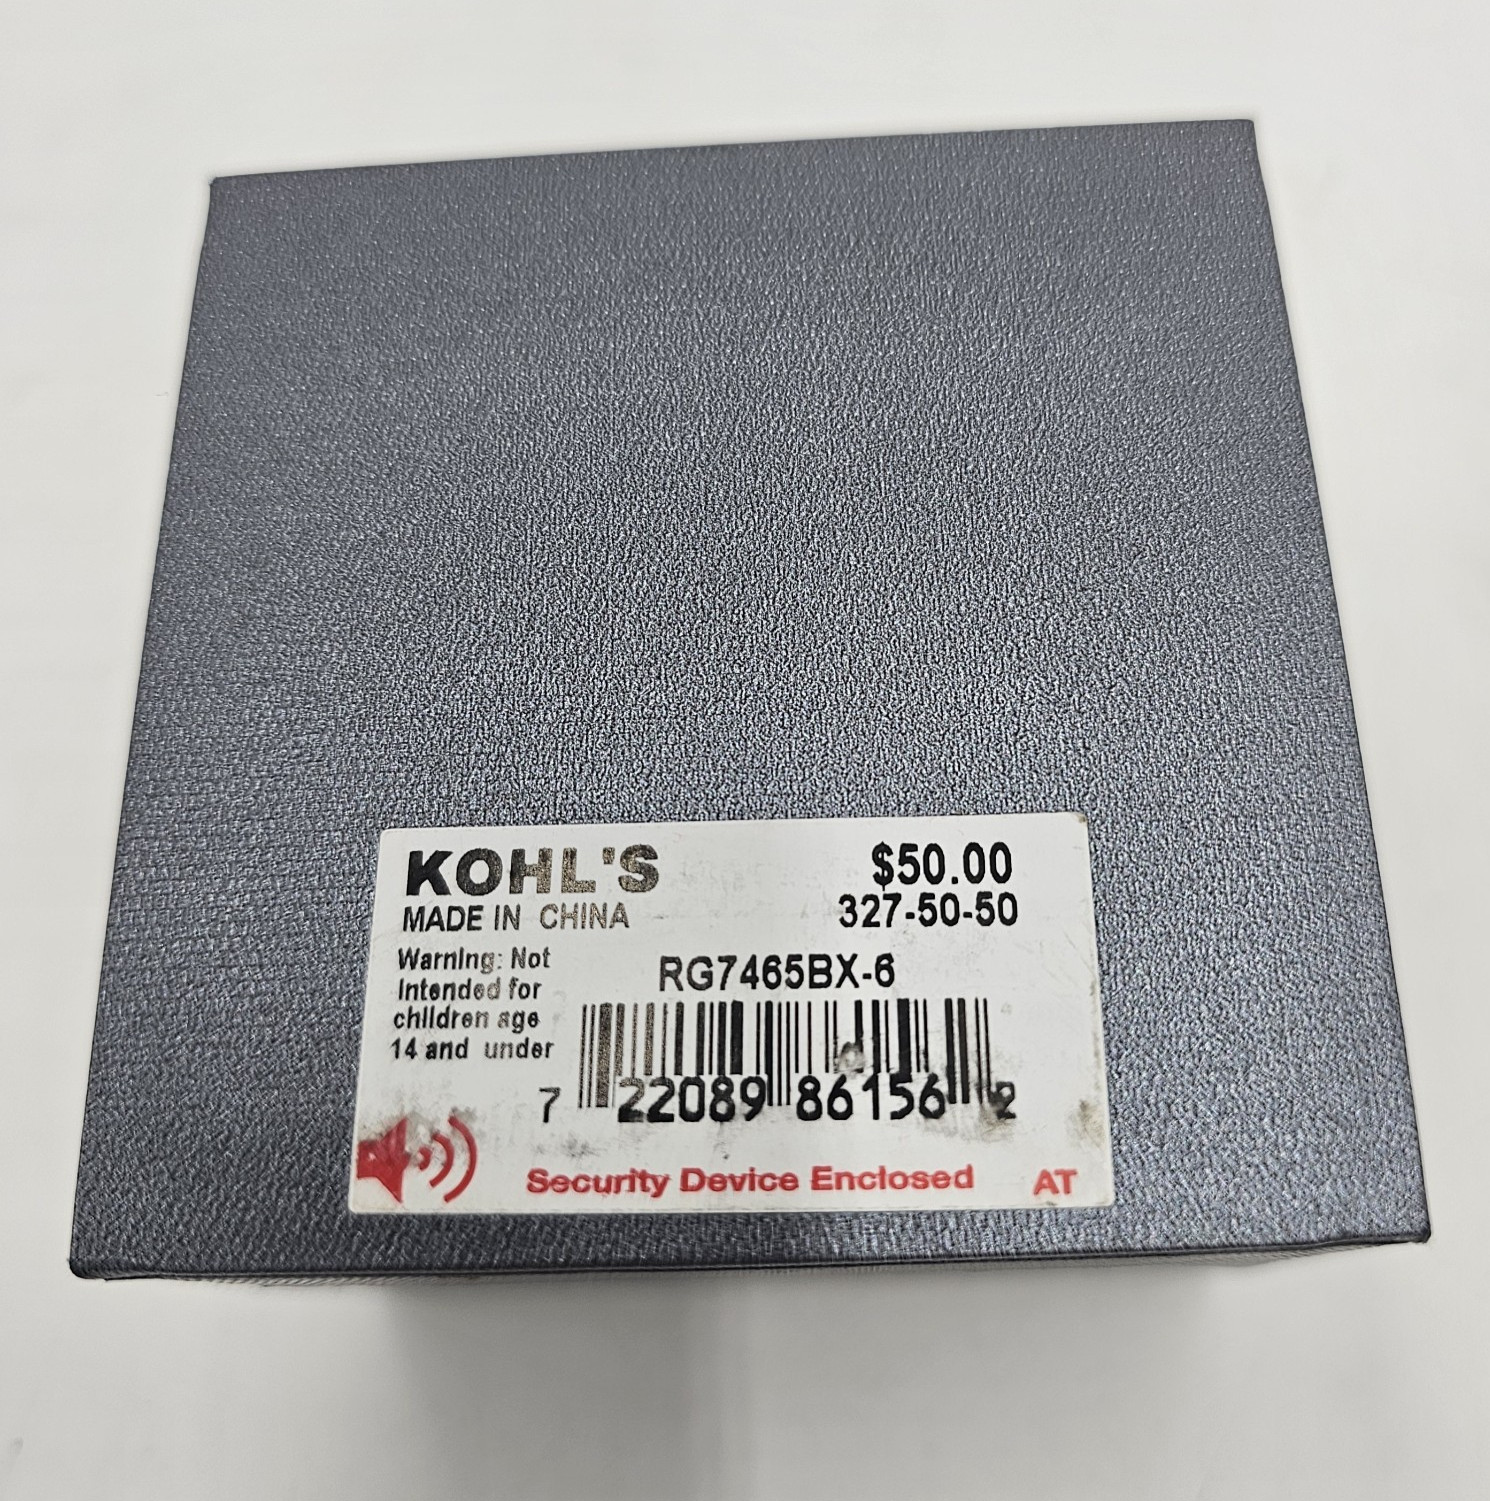 KOHL'S
$50.00
MADE IN CHINA
327-50-50
Warning: Not
Intended for
children age
14 and under
RG7465BX-6
7 22089 86156 2
Security Device Enclosed AT